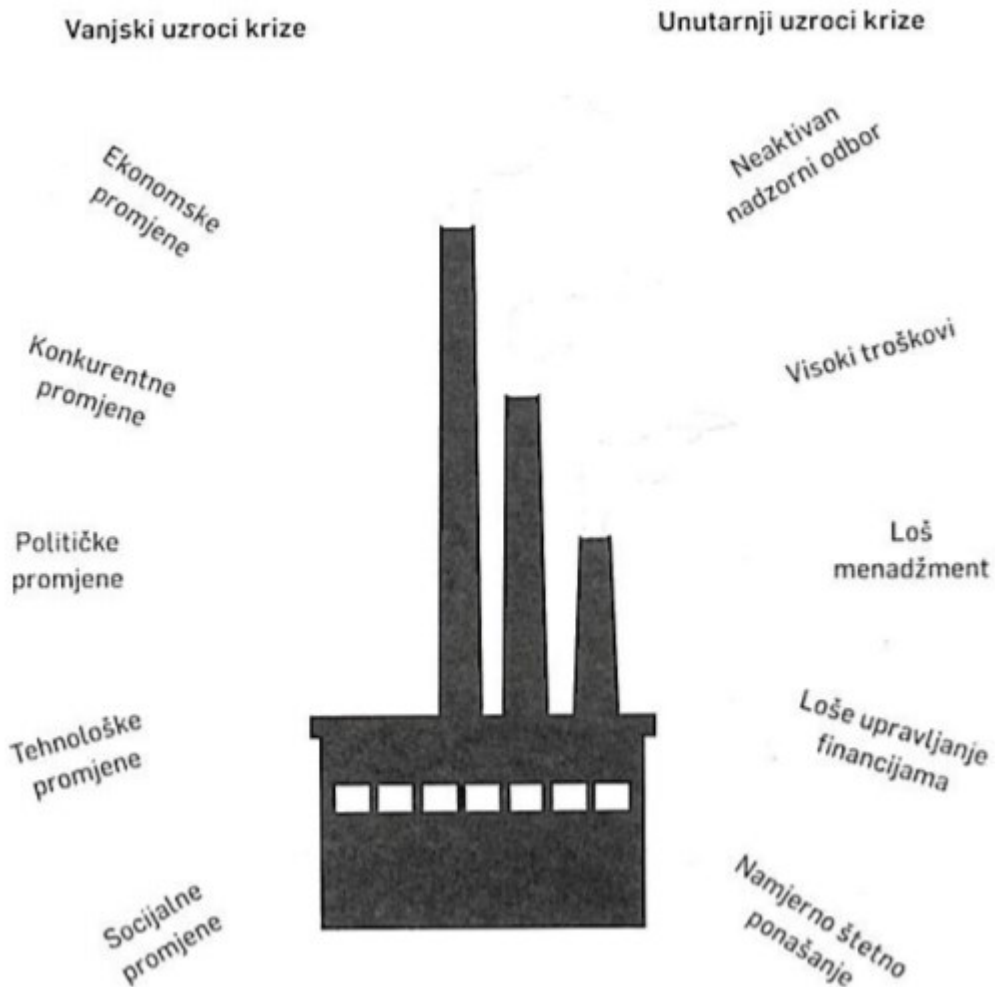 Vanjski uzroci krize
Ekonomske
promjene
Konkurentne
promjene
Političke
promjene
Tehnološke
promjene
Socijalne
promjene
Unutarnji uzroci krize
Neaktivan
nadzorni odbor
Visoki troškovi
Loš
menadžment
Loše upravljanje
financijama
Namjerno štetno
ponašanje